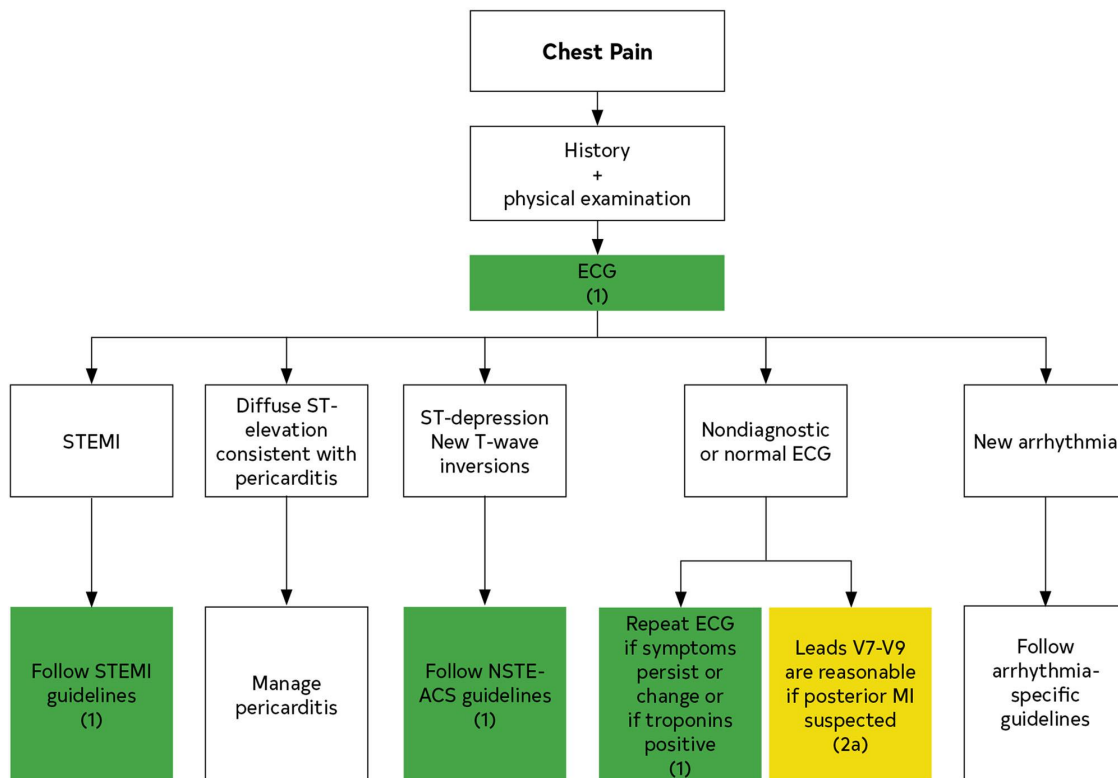 Chest Pain
History
+
physical examination
ECG
(1)
STEMI
Diffuse ST-
elevation
consistent with
pericarditis
ST-depression
New T-wave
inversions
Nondiagnostic
or normal ECG
New arrhythmia
Follow STEMI
guidelines
(1)
Manage
pericarditis
Follow NSTE-
ACS guidelines
(1)
Repeat ECG
if symptoms
persist or
change or
if troponins
positive
(1)
Leads V7-V9
are reasonable
if posterior MI
suspected
(2a)
Follow
arrhythmia-
specific
guidelines